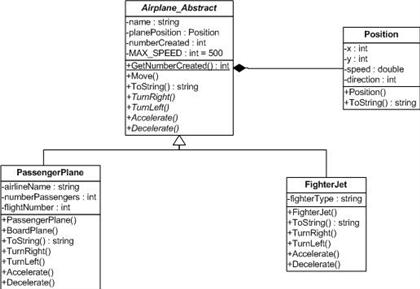 Airplane_Abstract
-name : string
-planePosition : Position
-numberCreated : int
-MAX_SPEED : int = 500
+GetNumberCreated() : int
+Move()
+ToString() : string
+TurnRight()
+TurnLeft()
+Accelerate()
+Decelerate()
Position
-x : int
-y : int
-speed : double
-direction : int
+Position()
+ToString() : string
PassengerPlane
-airlineName : string
-numberPassengers : int
-flightNumber : int
+PassengerPlane()
+BoardPlane()
+ToString() : string
+TurnRight()
+TurnLeft()
+Accelerate()
+Decelerate()
FighterJet
-fighterType : string
+FighterJet()
+ToString() : string
+TurnRight()
+TurnLeft()
+Accelerate()
+Decelerate()